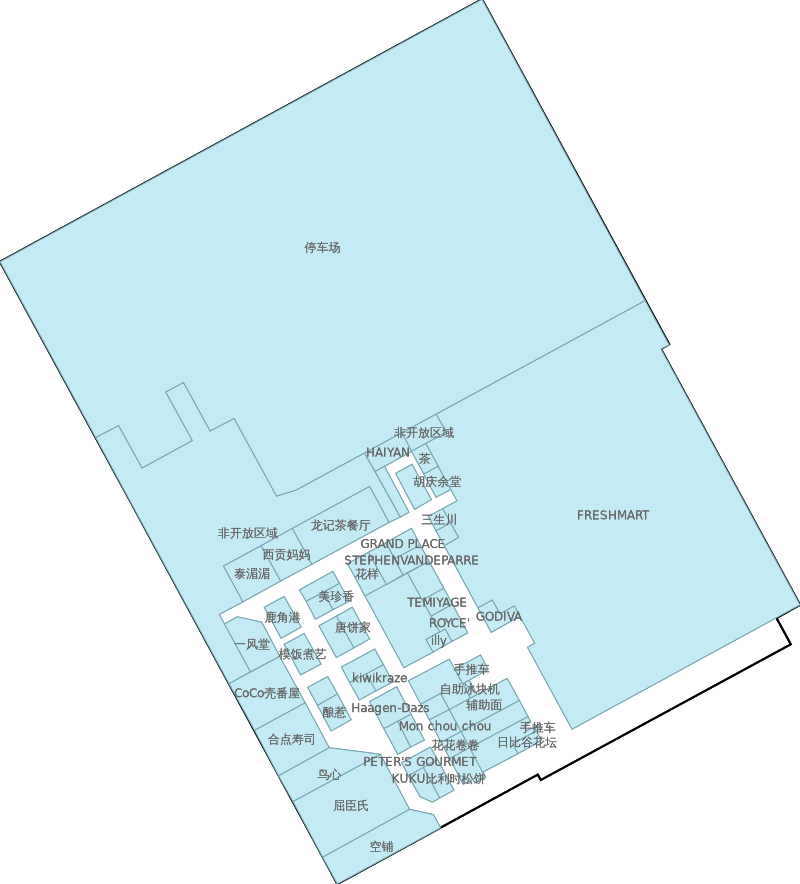 停车场
非开放区域
HAIYAN
茶
胡庆余堂
FRESHMART
三生川
龙记茶餐厅
非开放区域
GRAND PLACE
西贡妈妈
STEPHENVANDEPARRE
泰湄湄
花样
美珍香
TEMIYAGE
鹿角港
GODIVA
ROYCE'
唐饼家
illy
一风堂
模饭煮艺
手推车
kiwikraze
自助冰块机
CoCo壳番屋
辅助面
Haagen-Dazs
酿惹
Mon chou chou
手推车
合点寿司
日比谷花坛
花花卷卷
PETER'S GOURMET
鸟心
KUKU比利时松饼
屈臣氏
空铺